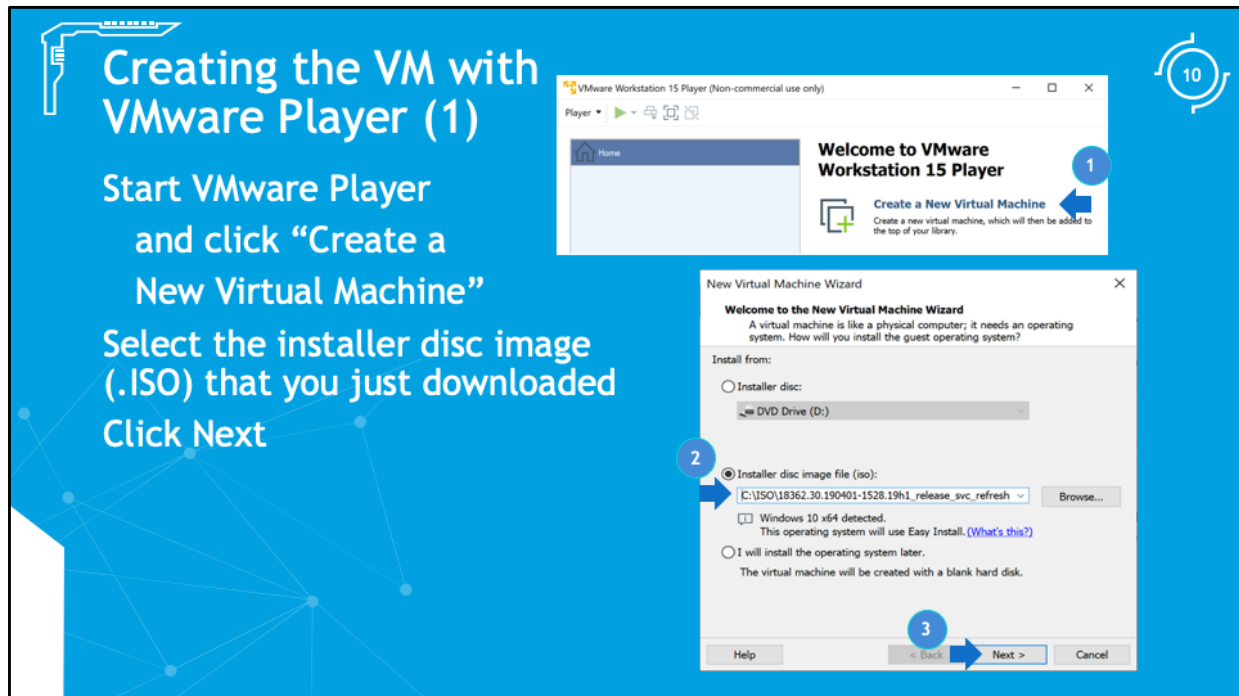 Creating the VM with
VMware Player (1)
10
Start VMware Player
and click “Create a
New Virtual Machine”
Select the installer disc image
(.ISO) that you just downloaded
Click Next
VMware Workstation 15 Player (Non-commercial use only)
Player
Home
Welcome to VMware
Workstation 15 Player
1
Create a New Virtual Machine
Create a new virtual machine, which will then be added to
the top of your library.
New Virtual Machine Wizard
Welcome to the New Virtual Machine Wizard
A virtual machine is like a physical computer; it needs an operating
system. How will you install the guest operating system?
Install from:
Installer disc:
DVD Drive (D:)
2
Installer disc image file (iso):
C:\ISO\18362.30.190401-1528.19h1_release_svc_refresh
Browse...
Windows 10 x64 detected.
This operating system will use Easy Install. (What's this?)
I will install the operating system later.
The virtual machine will be created with a blank hard disk.
3
Help
< Back
Next >
Cancel